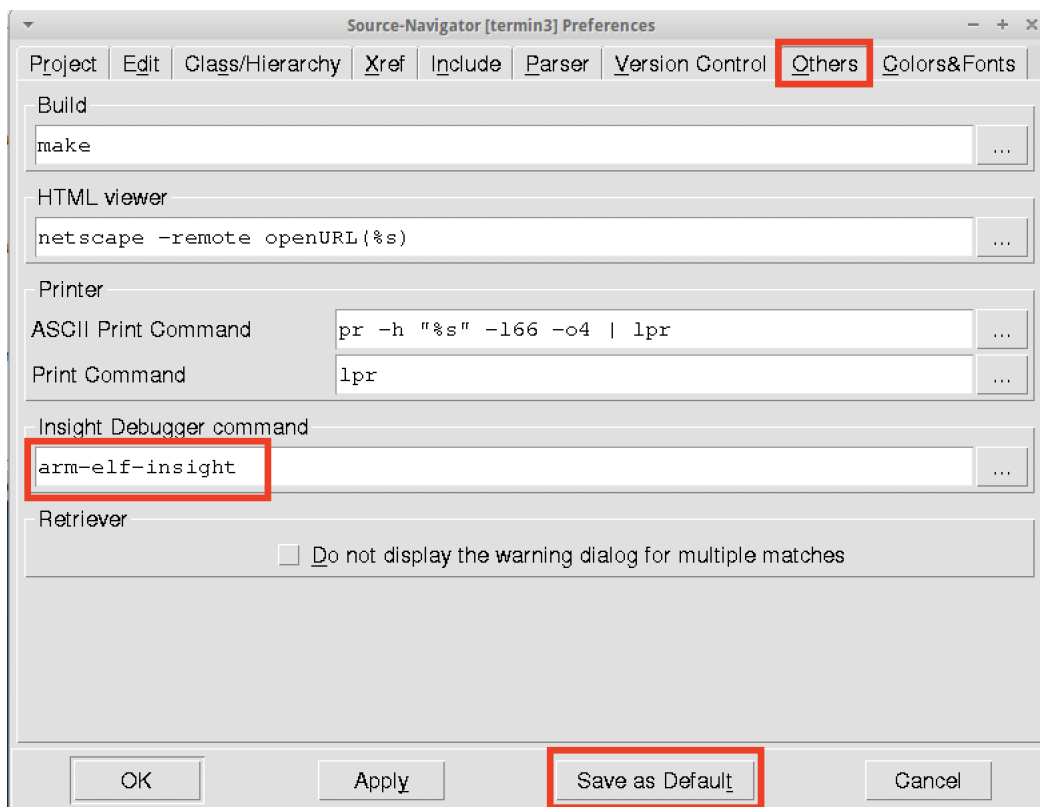 Source-Navigator [termin3] Preferences
Project Edit Class/Hierarchy Xref Include Parser Version Control Others Colors&Fonts
Build
make ...
HTML viewer
netscape -remote openURL(%s) ...
Printer
ASCII Print Command pr -h "%s" -l66 -o4 | lpr ...
Print Command lpr ...
Insight Debugger command
arm-elf-insight ...
Retriever
Do not display the warning dialog for multiple matches
OK Apply Save as Default Cancel